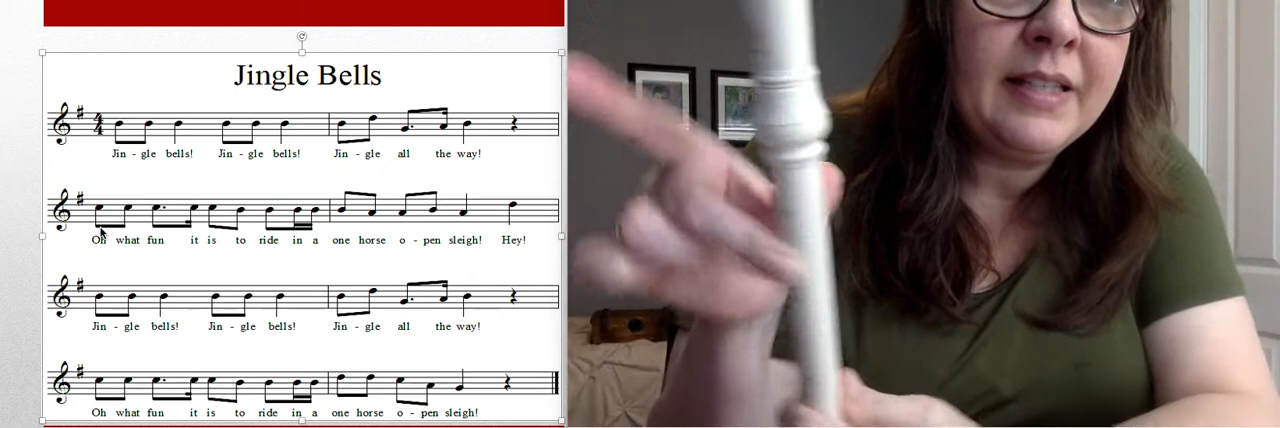 Jingle Bells
Jin - gle bells! Jin - gle bells! Jin - gle all the way!
Oh what fun it is to ride in a one horse o - pen sleigh! Hey!
Jin - gle bells! Jin - gle bells! Jin - gle all the way!
Oh what fun it is to ride in a one horse o - pen sleigh!